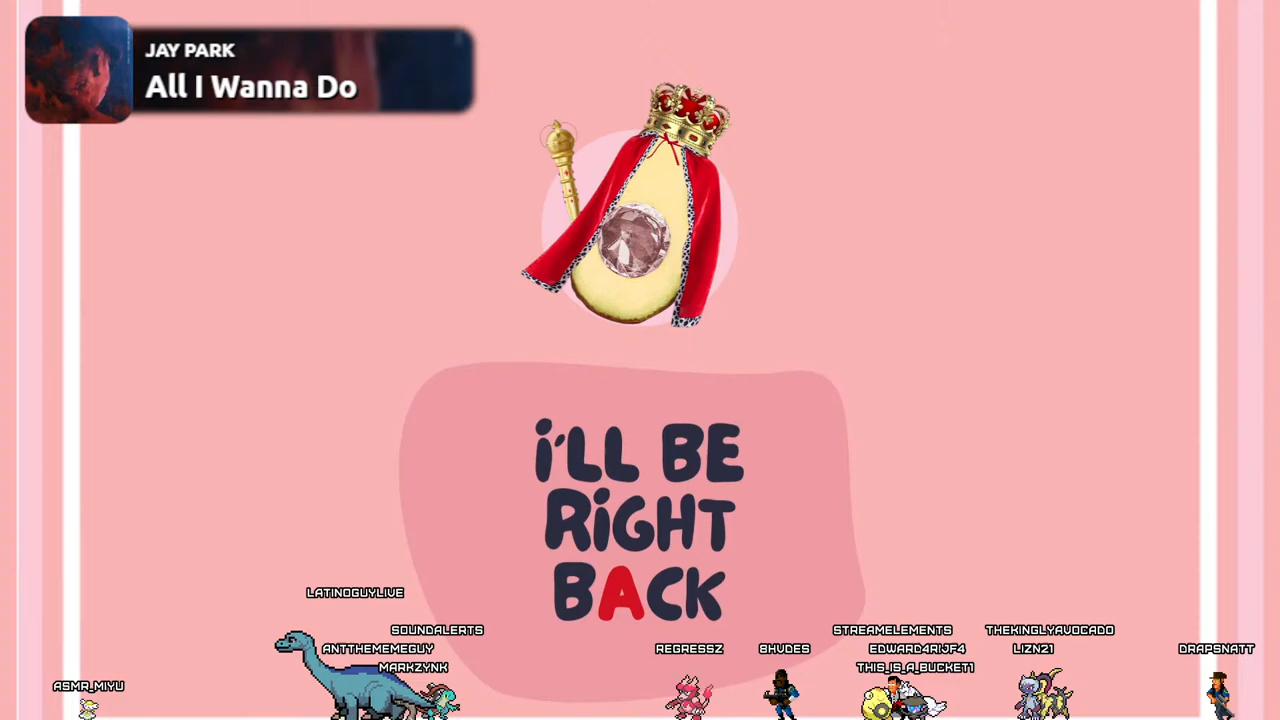 JAY PARK
All I Wanna Do
I'LL BE
RIGHT
BACK
LATINOGUYLIVE
SOUNDALERTS
STREAMELEMENTS
THEKINGLYAVOCADO
ANTTHEMEMEGUY
REGRESSZ
8HVDES
EDWARD4RIJF4
LIZN21
DRAPSNATT
MARKZYNK
THIS_IS_A_BUCKET1
ASMR_MIYU